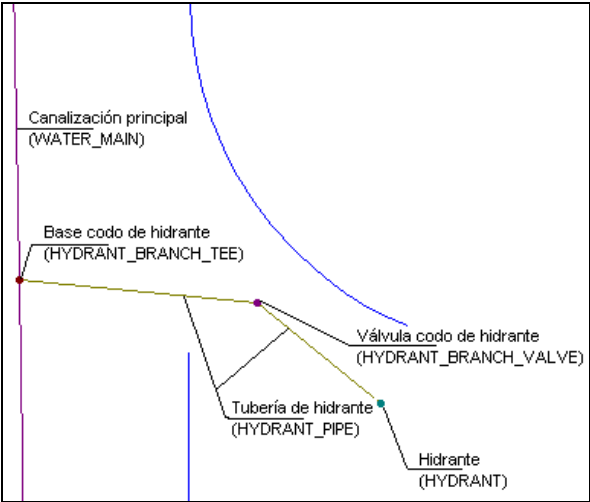 Canalización principal
(WATER_MAIN)
Base codo de hidrante
(HYDRANT_BRANCH_TEE)
Válvula codo de hidrante
(HYDRANT_BRANCH_VALVE)
Tubería de hidrante
(HYDRANT_PIPE)
Hidrante
(HYDRANT)